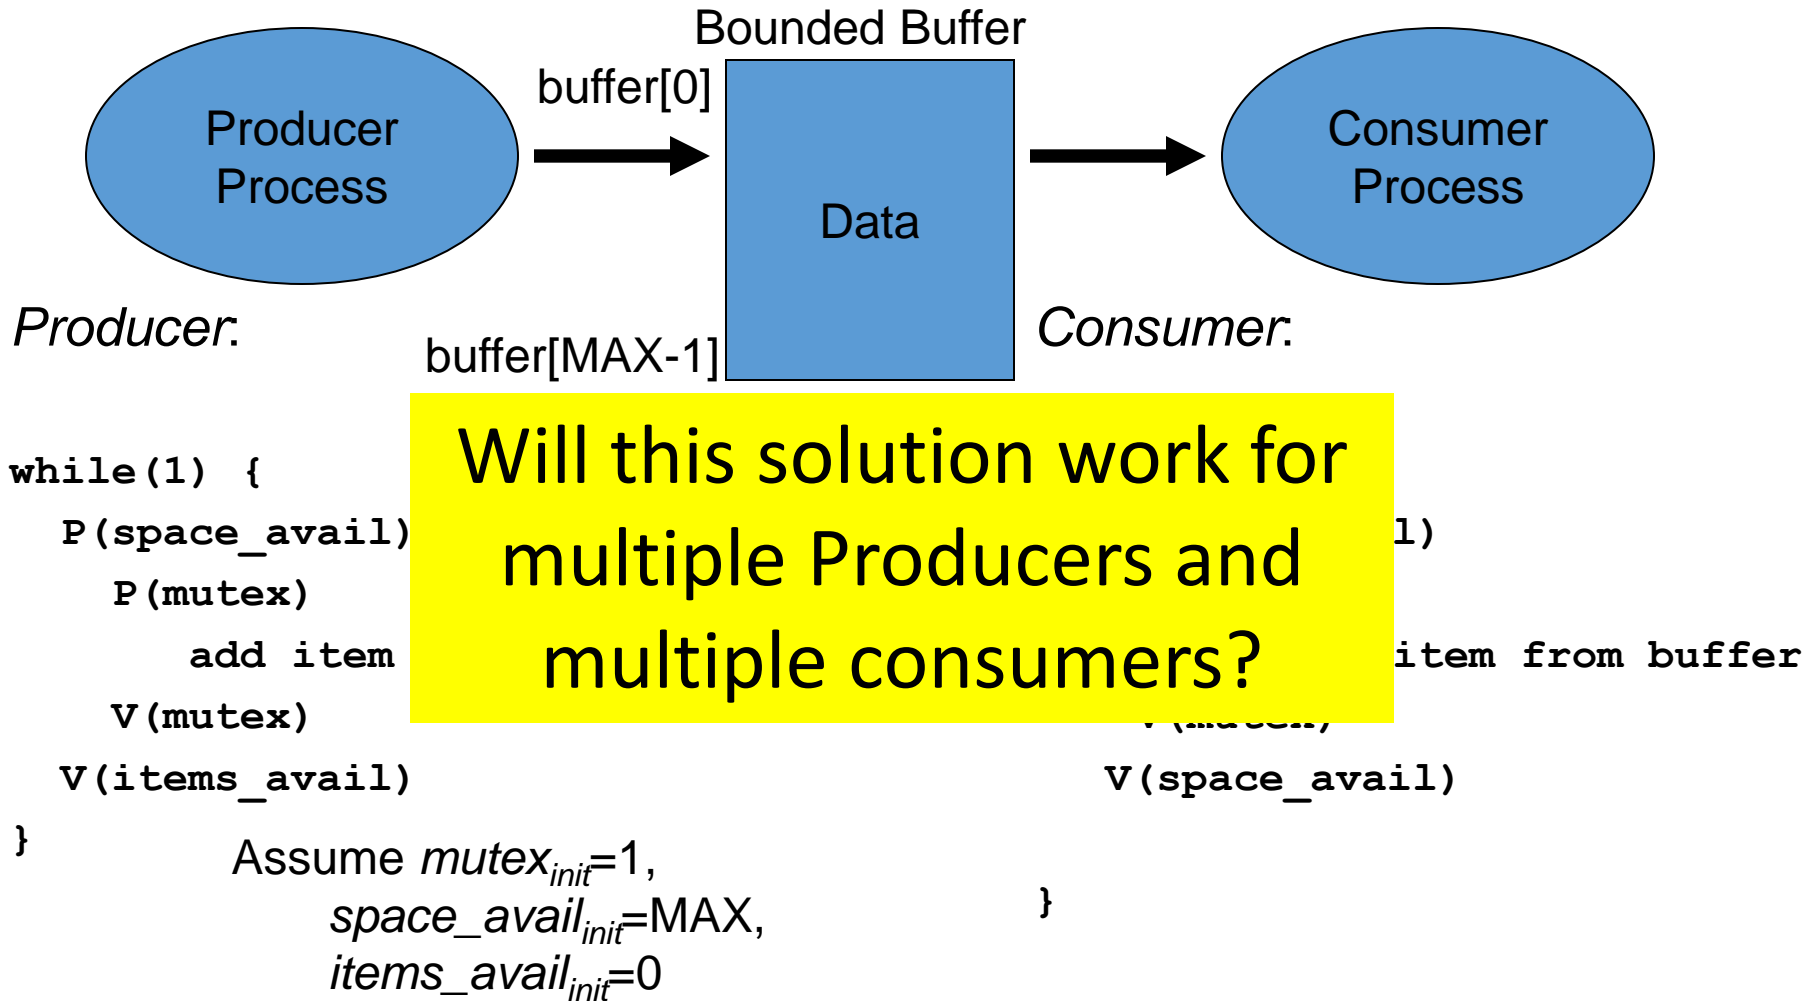 Bounded Buffer
buffer[0]
Producer
Process
Data
Consumer
Process
Producer:
buffer[MAX-1]
Consumer:
Will this solution work for
multiple Producers and
multiple consumers?
while(1) {
P(space_avail)
P(mutex)
add item
V(mutex)
V(items_avail)
}
l)
item from buffer
V(mutex)
V(space_avail)
}
Assume mutexinit=1,
space_availinit=MAX,
items_availinit=0